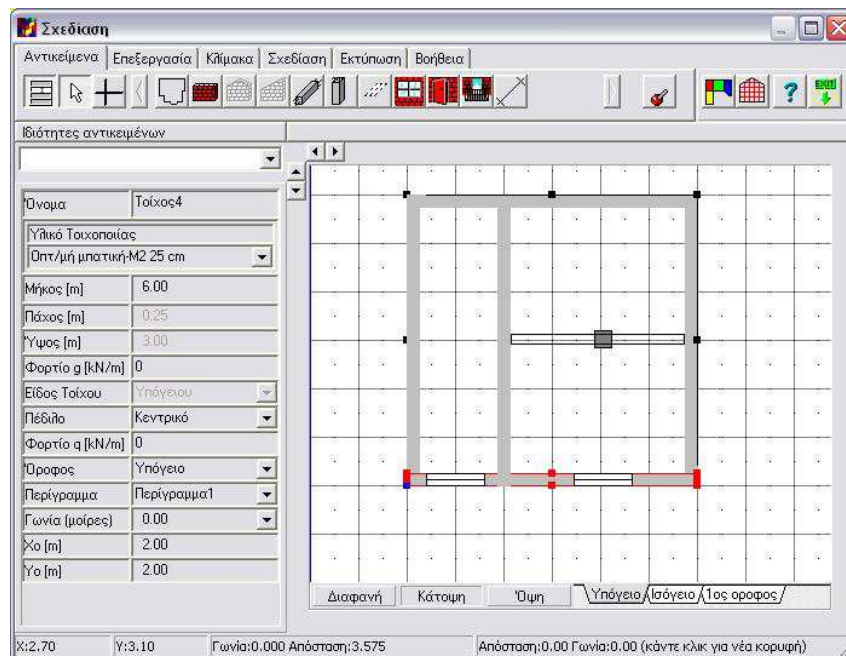 Σχεδίαση
Αντικείμενα Επεξεργασία Κλίμακα Σχεδίαση Εκτύπωση Βοήθεια
EXIT
Ιδιότητες αντικειμένων
Όνομα Τοίχος4
Υλικό Τοιχοποιίας
Οπτ/μή μπατική-M2 25 cm
Μήκος [m] 6.00
Πάχος [m] 0.25
Ύψος [m] 3.00
Φορτίο g [kN/m] 0
Είδος Τοίχου Υπόγειου
Πέδιλο Κεντρικό
Φορτίο q [kN/m] 0
Όροφος Υπόγειο
Περίγραμμα Περίγραμμα1
Γωνία (μοίρες) 0.00
Xo [m] 2.00
Yo [m] 2.00
Διαφανή Κάτοψη Όψη Υπόγειο Ισόγειο 1ος οροφος
X:2.70 Y:3.10 Γωνία:0.000 Απόσταση:3.575 Απόσταση:0.00 Γωνία:0.00 (κάντε κλικ για νέα κορυφή)